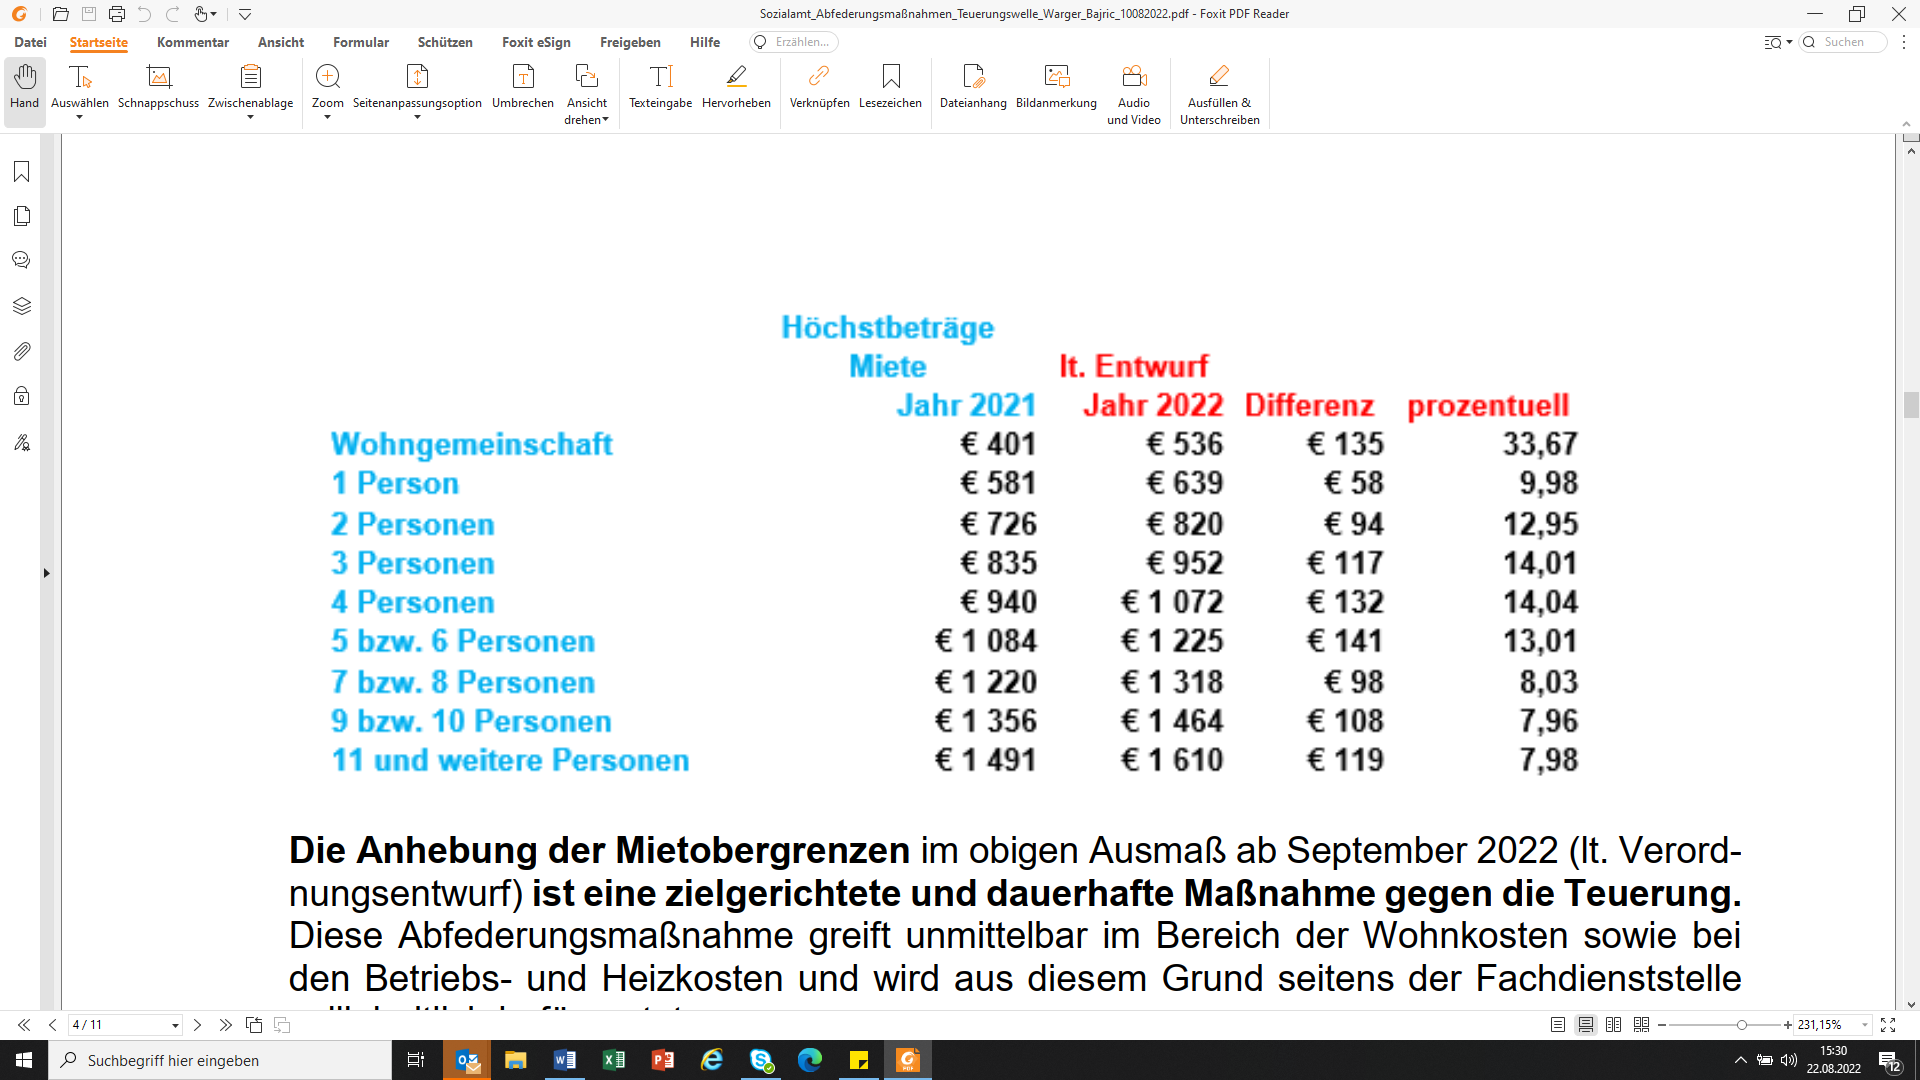 Sozialamt_Abfederungsmaßnahmen_Teuerungswelle_Warger_Bajric_10082022.pdf - Foxit PDF Reader
Datei Startseite Kommentar Ansicht Formular Schützen Foxit eSign Freigeben Hilfe Erzählen... Suchen
Hand Auswählen Schnappschuss Zwischenablage Zoom Seitenanpassungsoption Umbrechen Ansicht drehen Texteingabe Hervorheben Verknüpfen Lesezeichen Dateianhang Bildanmerkung Audio und Video Ausfüllen & Unterschreiben
Höchstbeträge
Miete lt. Entwurf
Jahr 2021 Jahr 2022 Differenz prozentuell
Wohngemeinschaft € 401 € 536 € 135 33,67
1 Person € 581 € 639 € 58 9,98
2 Personen € 726 € 820 € 94 12,95
3 Personen € 835 € 952 € 117 14,01
4 Personen € 940 € 1 072 € 132 14,04
5 bzw. 6 Personen € 1 084 € 1 225 € 141 13,01
7 bzw. 8 Personen € 1 220 € 1 318 € 98 8,03
9 bzw. 10 Personen € 1 356 € 1 464 € 108 7,96
11 und weitere Personen € 1 491 € 1 610 € 119 7,98
Die Anhebung der Mietobergrenzen im obigen Ausmaß ab September 2022 (lt. Verord-
nungsentwurf) ist eine zielgerichtete und dauerhafte Maßnahme gegen die Teuerung.
Diese Abfederungsmaßnahme greift unmittelbar im Bereich der Wohnkosten sowie bei
den Betriebs- und Heizkosten und wird aus diesem Grund seitens der Fachdienststelle
4 / 11 231,15%
Suchbegriff hier eingeben
15:30
22.08.2022
12